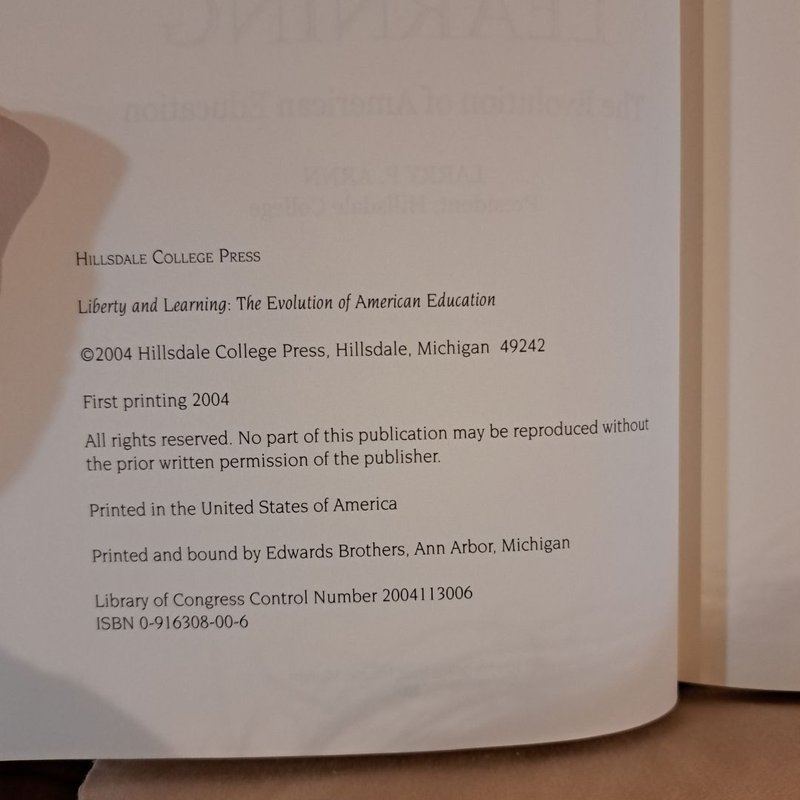 HILLSDALE COLLEGE PRESS
Liberty and Learning: The Evolution of American Education
©2004 Hillsdale College Press, Hillsdale, Michigan 49242
First printing 2004
All rights reserved. No part of this publication may be reproduced without
the prior written permission of the publisher.
Printed in the United States of America
Printed and bound by Edwards Brothers, Ann Arbor, Michigan
Library of Congress Control Number 2004113006
ISBN 0-916308-00-6